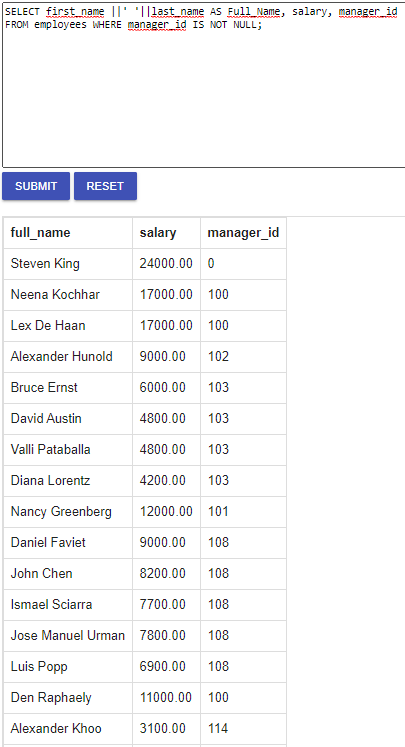 SELECT first_name ||' '||last_name AS Full_Name, salary, manager_id
FROM employees WHERE manager_id IS NOT NULL;
SUBMIT RESET
full_name salary manager_id
Steven King 24000.00 0
Neena Kochhar 17000.00 100
Lex De Haan 17000.00 100
Alexander Hunold 9000.00 102
Bruce Ernst 6000.00 103
David Austin 4800.00 103
Valli Pataballa 4800.00 103
Diana Lorentz 4200.00 103
Nancy Greenberg 12000.00 101
Daniel Faviet 9000.00 108
John Chen 8200.00 108
Ismael Sciarra 7700.00 108
Jose Manuel Urman 7800.00 108
Luis Popp 6900.00 108
Den Raphaely 11000.00 100
Alexander Khoo 3100.00 114